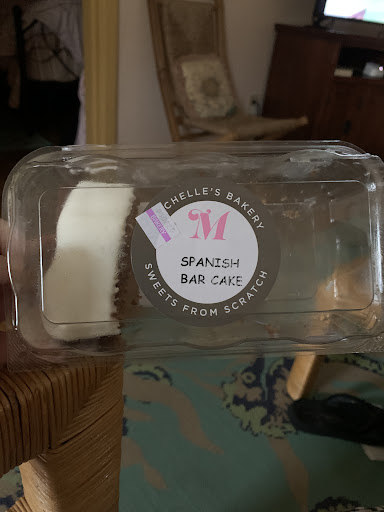 CHELLE'S BAKERY
M
SPANISH
BAR CAKE
SWEETS FROM SCRATCH